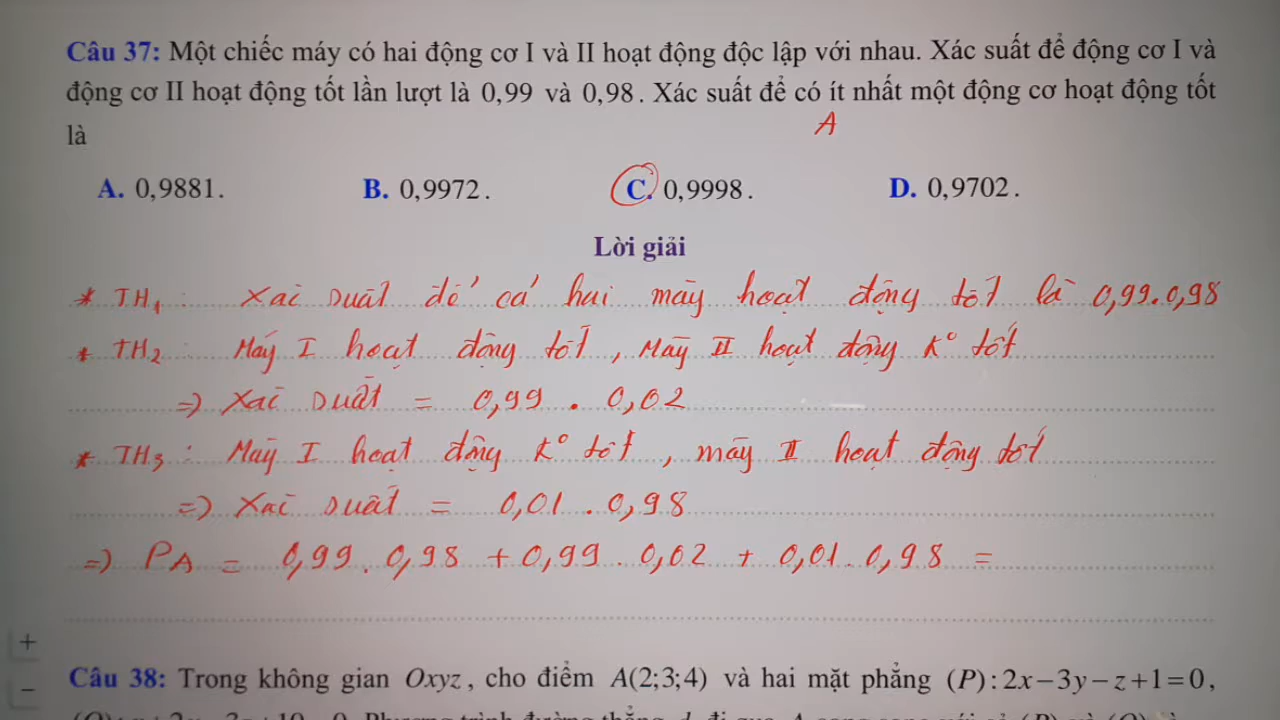 Câu 37: Một chiếc máy có hai động cơ I và II hoạt động độc lập với nhau. Xác suất để động cơ I và
động cơ II hoạt động tốt lần lượt là 0,99 và 0,98. Xác suất để có ít nhất một động cơ hoạt động tốt
A
là
A. 0,9881. B. 0,9972. C. 0,9998. D. 0,9702.
Lời giải
* TH1: Xác suất để cả hai máy hoạt động tốt là 0,99.0,98
* TH2: Máy I hoạt động tốt, Máy II hoạt động K° tốt
=> Xác suất = 0,99 . 0,02
* TH3: Máy I hoạt động K° tốt, máy II hoạt động tốt
=> Xác suất = 0,01 . 0,98
=> PA = 0,99. 0,98 + 0,99 . 0,02 + 0,01. 0,98 =
+
Câu 38: Trong không gian Oxyz, cho điểm A(2;3;4) và hai mặt phẳng (P): 2x−3y−z+1=0,
−